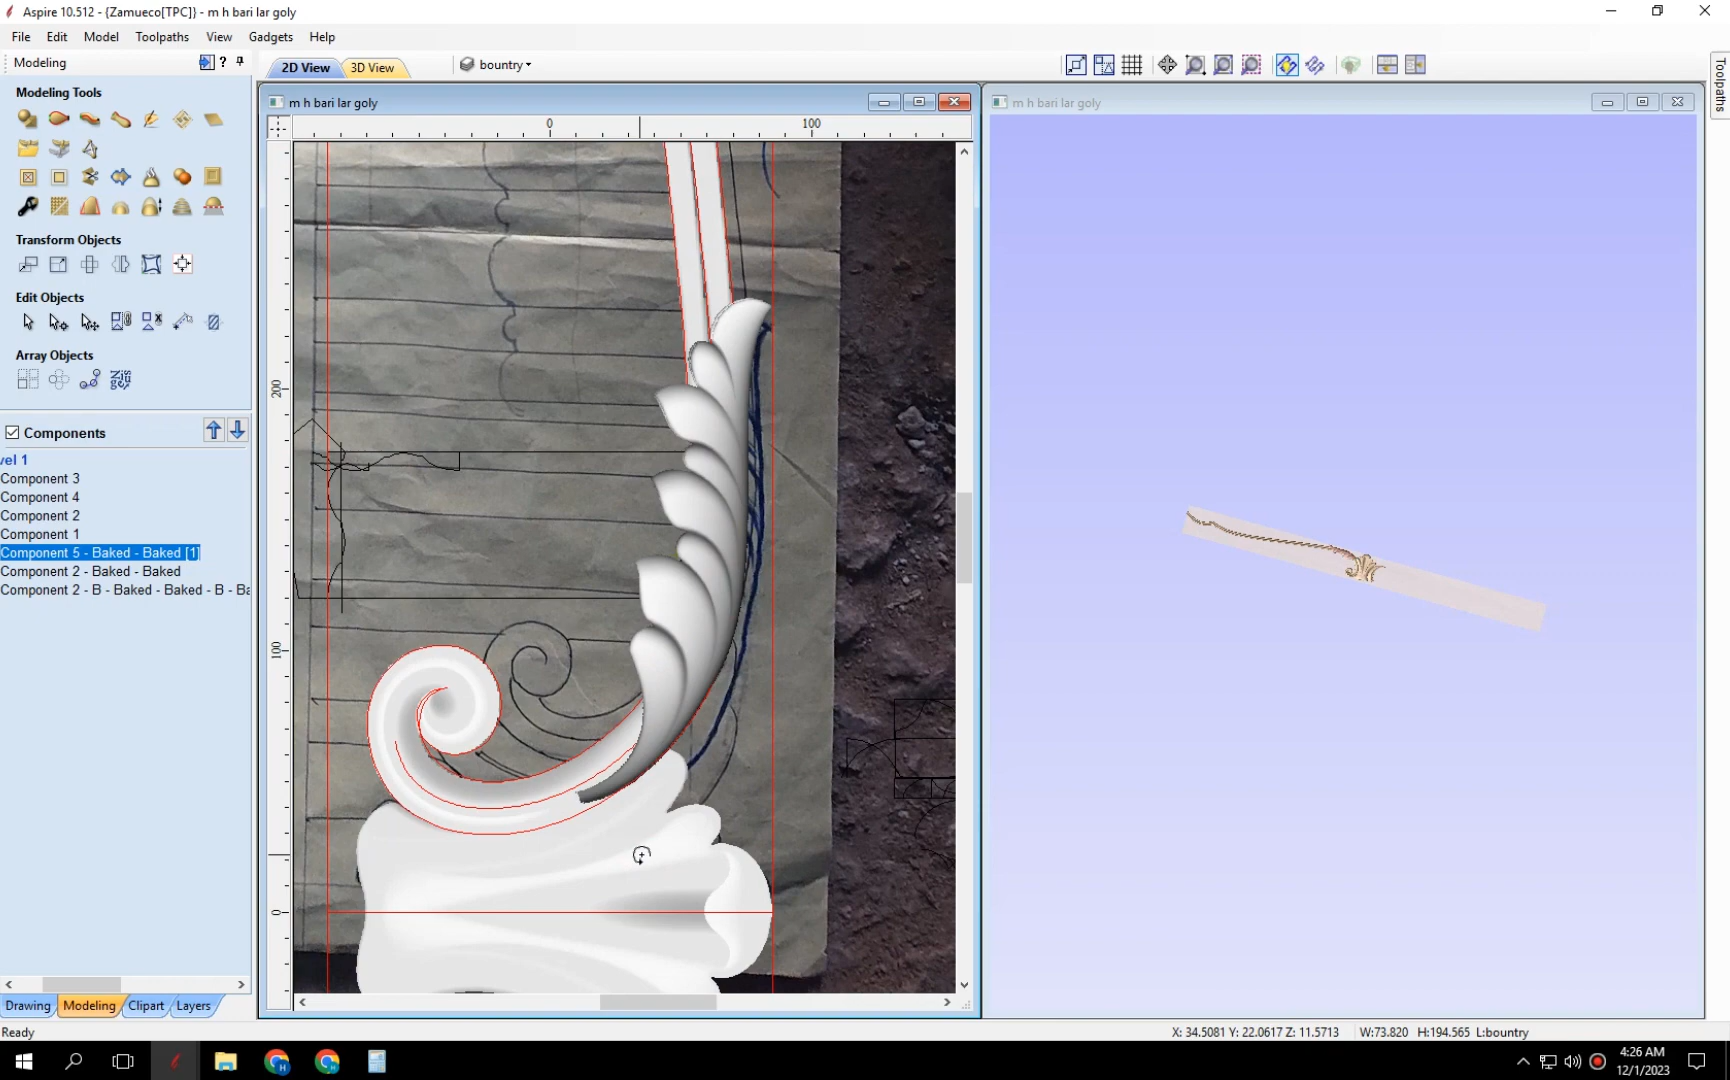 Aspire 10.512 - {Zamueco[TPC]} - m h bari lar goly
File Edit Model Toolpaths View Gadgets Help
Modeling ?
2D View 3D View bountry
Toolpaths
Modeling Tools
m h bari lar goly
m h bari lar goly
0 100
Transform Objects
Edit Objects
Array Objects
200
Components
vel 1
Component 3
Component 4
Component 2
Component 1
Component 5 - Baked - Baked [1]
Component 2 - Baked - Baked
Component 2 - B - Baked - Baked - B - Ba
100
0
Drawing Modeling Clipart Layers
Ready
X: 34.5081 Y: 22.0617 Z: 11.5713 W:73.820 H:194.565 L:bountry
4:26 AM
12/1/2023